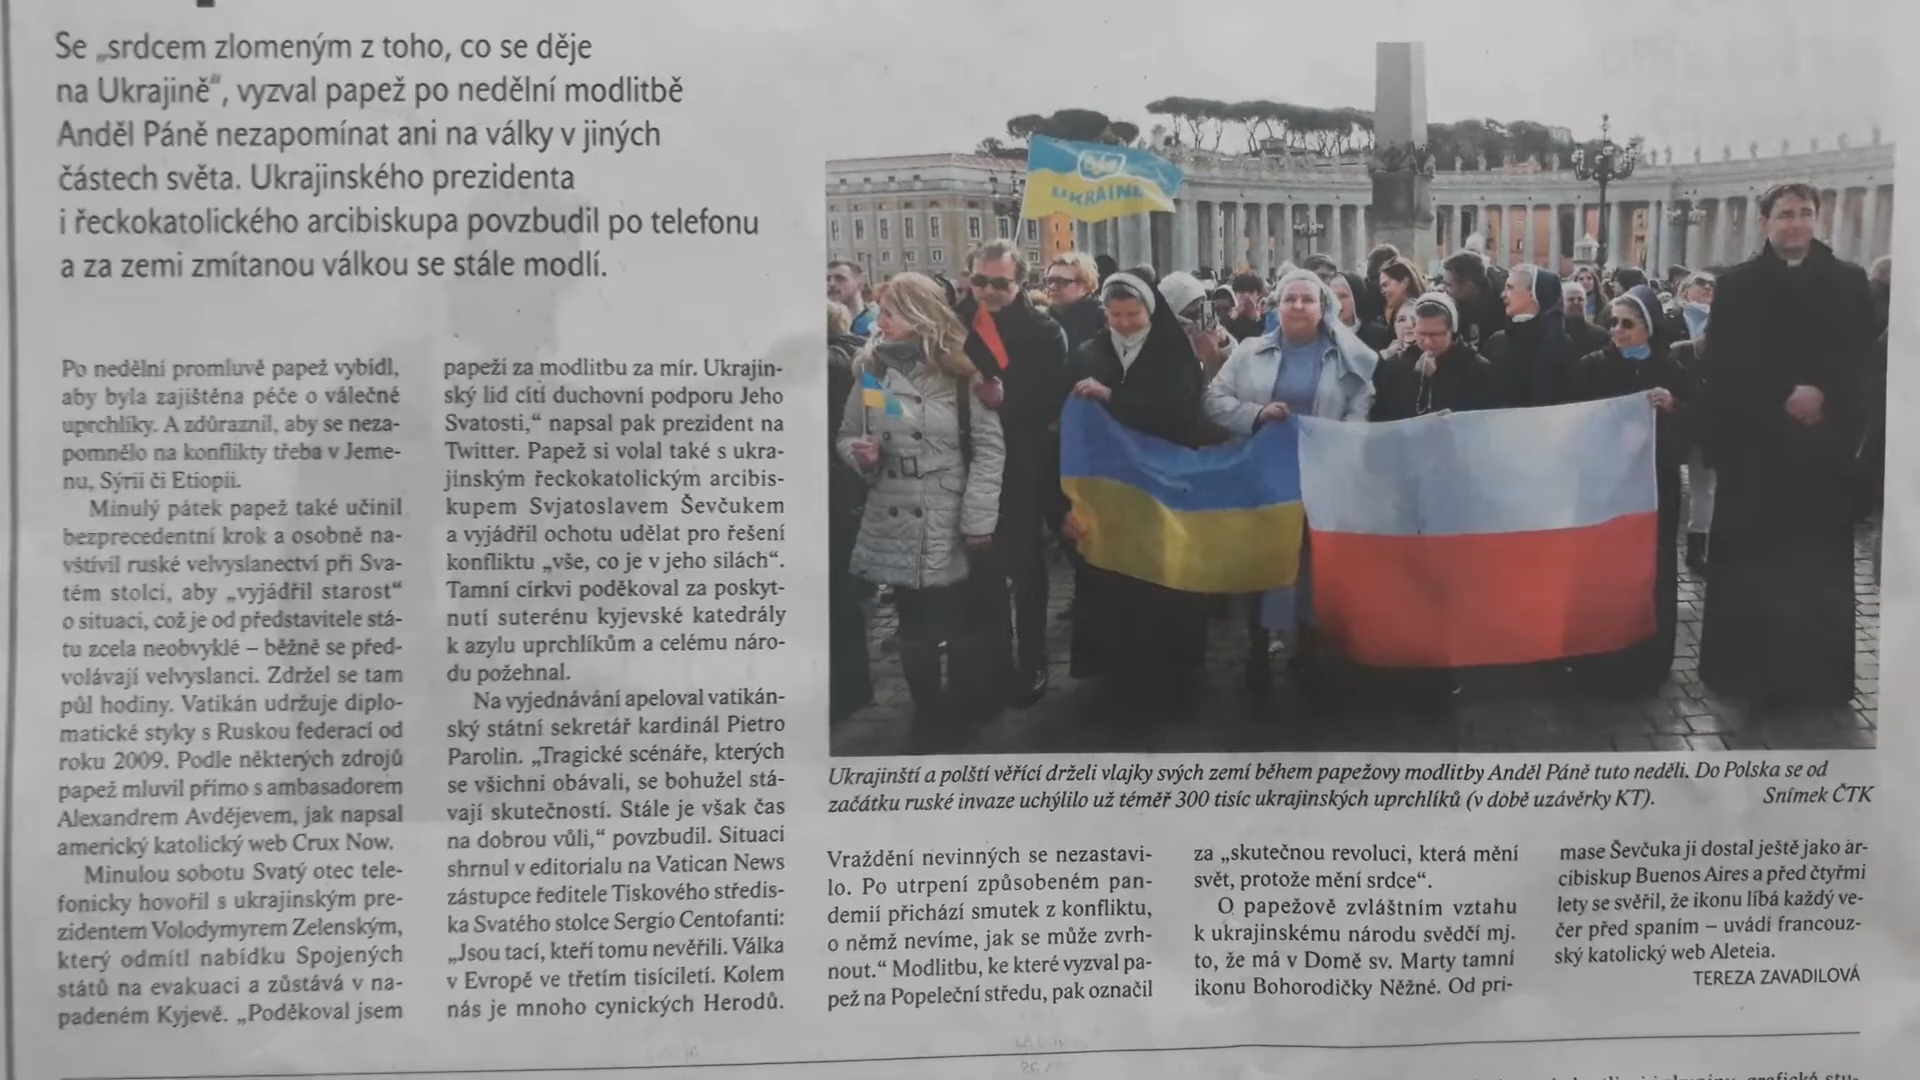 Se „srdcem zlomeným z toho, co se děje
na Ukrajině“, vyzval papež po nedělní modlitbě
Anděl Páně nezapomínat ani na války v jiných
částech světa. Ukrajinského prezidenta
i řeckokatolického arcibiskupa povzbudil po telefonu
a za zemi zmítanou válkou se stále modlí.
Po nedělní promluvě papež vybídl,
aby byla zajištěna péče o válečné
uprchlíky. A zdůraznil, aby se neza-
pomnělo na konflikty třeba v Jeme-
nu, Sýrii či Etiopii.
Minulý pátek papež také učinil
bezprecedentní krok a osobně na-
vštívil ruské velvyslanectví při Sva-
tém stolci, aby „vyjádřil starost“
o situaci, což je od představitele stá-
tu zcela neobvyklé – běžně se před-
volávají velvyslanci. Zdržel se tam
půl hodiny. Vatikán udržuje diplo-
matické styky s Ruskou federací od
roku 2009. Podle některých zdrojů
papež mluvil přímo s ambasadorem
Alexandrem Avdějevem, jak napsal
americký katolický web Crux Now.
Minulou sobotu Svatý otec tele-
fonicky hovořil s ukrajinským pre-
zidentem Volodymyrem Zelenským,
který odmítl nabídku Spojených
států na evakuaci a zůstává v na-
padeném Kyjevě. „Poděkoval jsem
papeži za modlitbu za mír. Ukrajin-
ský lid cítí duchovní podporu Jeho
Svatosti,“ napsal pak prezident na
Twitter. Papež si volal také s ukra-
jinským řeckokatolickým arcibis-
kupem Svjatoslavem Ševčukem
a vyjádřil ochotu udělat pro řešení
konfliktu „vše, co je v jeho silách“.
Tamní církvi poděkoval za poskyt-
nutí suterénu kyjevské katedrály
k azylu uprchlíkům a celému náro-
du požehnal.
Na vyjednávání apeloval vatikán-
ský státní sekretář kardinál Pietro
Parolin. „Tragické scénáře, kterých
se všichni obávali, se bohužel stá-
vají skutečností. Stále je však čas
na dobrou vůli,“ povzbudil. Situaci
shrnul v editorialu na Vatican News
zástupce ředitele Tiskového středis-
ka Svatého stolce Sergio Centofanti:
„Jsou tací, kteří tomu nevěřili. Válka
v Evropě ve třetím tisíciletí. Kolem
nás je mnoho cynických Herodů.
UKRAINE
Ukrajinští a polští věřící drželi vlajky svých zemí během papežovy modlitby Anděl Páně tuto neděli. Do Polska se od
začátku ruské invaze uchýlilo už téměř 300 tisíc ukrajinských uprchlíků (v době uzávěrky KT). Snímek ČTK
Vraždění nevinných se nezastavi-
lo. Po utrpení způsobeném pan-
demií přichází smutek z konfliktu,
o němž nevíme, jak se může zvrh-
nout.“ Modlitbu, ke které vyzval pa-
pež na Popeleční středu, pak označil
za „skutečnou revoluci, která mění
svět, protože mění srdce“.
O papežově zvláštním vztahu
k ukrajinskému národu svědčí mj.
to, že má v Domě sv. Marty tamní
ikonu Bohorodičky Něžné. Od pri-
mase Ševčuka ji dostal ještě jako ar-
cibiskup Buenos Aires a před čtyřmi
lety se svěřil, že ikonu líbá každý ve-
čer před spaním – uvádí francouz-
ský katolický web Aleteia.
TEREZA ZAVADILOVÁ